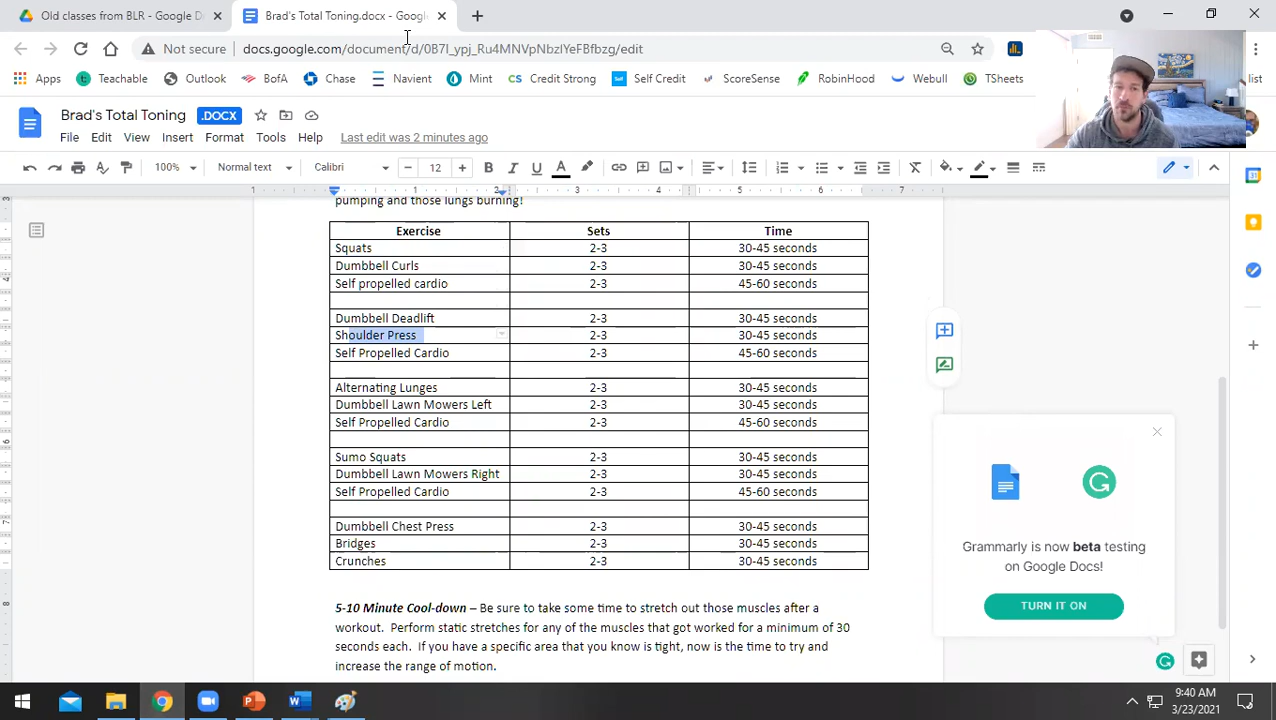 Old classes from BLR - Google D
Brad's Total Toning.docx - Googl
Not secure
docs.google.com/document/d/0B7I_ypj_Ru4MNVpNbzlYeFBfbzg/edit
Apps
Teachable
Outlook
BofA
Chase
Navient
Mint
CS Credit Strong
Self Credit
ScoreSense
RobinHood
Webull
TSheets
list
Brad's Total Toning .DOCX
File Edit View Insert Format Tools Help Last edit was 2 minutes ago
100% Normal text Calibri 12
1 1 2 3 4 5 6 7
pumping and those lungs burning!
Exercise Sets Time
Squats 2-3 30-45 seconds
Dumbbell Curls 2-3 30-45 seconds
Self propelled cardio 2-3 45-60 seconds
Dumbbell Deadlift 2-3 30-45 seconds
Shoulder Press 2-3 30-45 seconds
Self Propelled Cardio 2-3 45-60 seconds
Alternating Lunges 2-3 30-45 seconds
Dumbbell Lawn Mowers Left 2-3 30-45 seconds
Self Propelled Cardio 2-3 45-60 seconds
Sumo Squats 2-3 30-45 seconds
Dumbbell Lawn Mowers Right 2-3 30-45 seconds
Self Propelled Cardio 2-3 45-60 seconds
Dumbbell Chest Press 2-3 30-45 seconds
Bridges 2-3 30-45 seconds
Crunches 2-3 30-45 seconds
5-10 Minute Cool-down – Be sure to take some time to stretch out those muscles after a
workout. Perform static stretches for any of the muscles that got worked for a minimum of 30
seconds each. If you have a specific area that you know is tight, now is the time to try and
increase the range of motion.
Grammarly is now beta testing
on Google Docs!
TURN IT ON
9:40 AM
3/23/2021